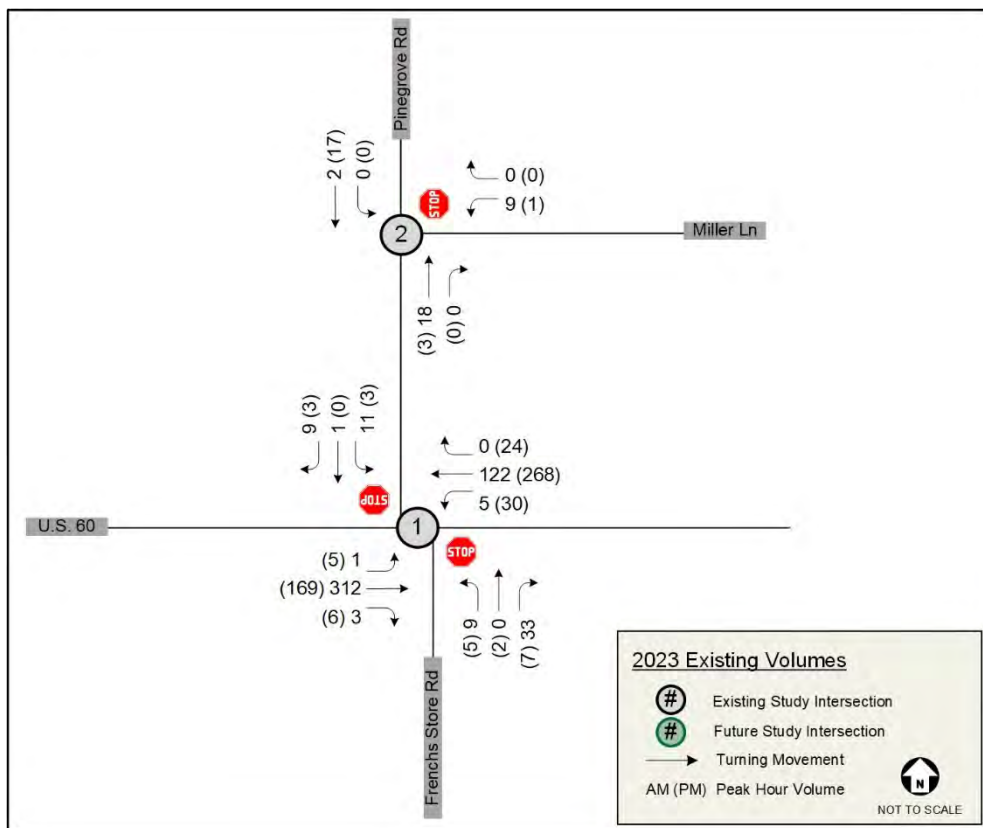 Pinegrove Rd
2 (17)
0 (0)
STOP
0 (0)
9 (1)
2
Miller Ln
(3) 18
(0) 0
9 (3)
1 (0)
11 (3)
0 (24)
122 (268)
5 (30)
STOP
U.S. 60
1
STOP
(5) 1
(169) 312
(6) 3
(5) 9
(2) 0
(7) 33
Frenchs Store Rd
2023 Existing Volumes
# Existing Study Intersection
# Future Study Intersection
Turning Movement
AM (PM) Peak Hour Volume
N
NOT TO SCALE